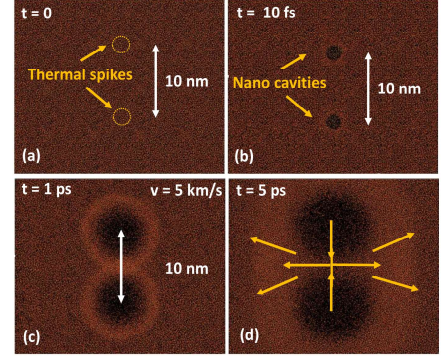 t = 0
Thermal spikes
10 nm
(a)
t = 10 fs
Nano cavities
10 nm
(b)
t = 1 ps
v = 5 km/s
10 nm
(c)
t = 5 ps
(d)